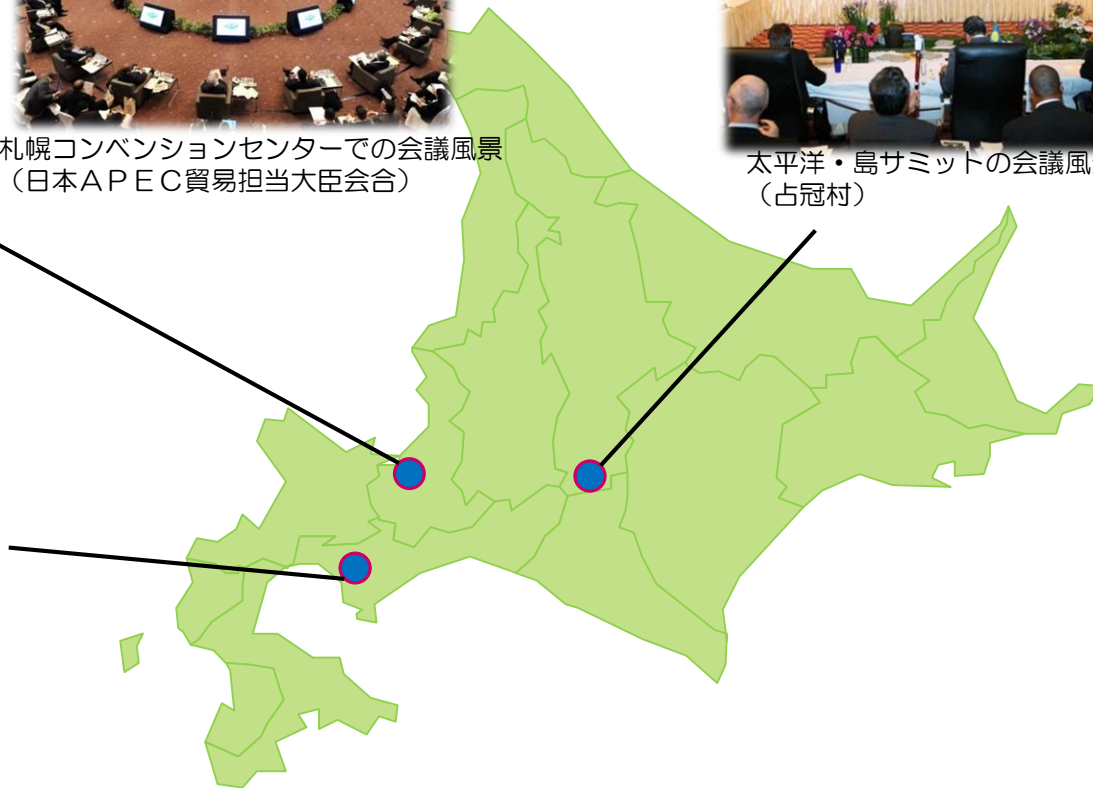 札幌コンベンションセンターでの会議風景
（日本ＡＰＥＣ貿易担当大臣会合）
太平洋・島サミットの会議風
（占冠村）